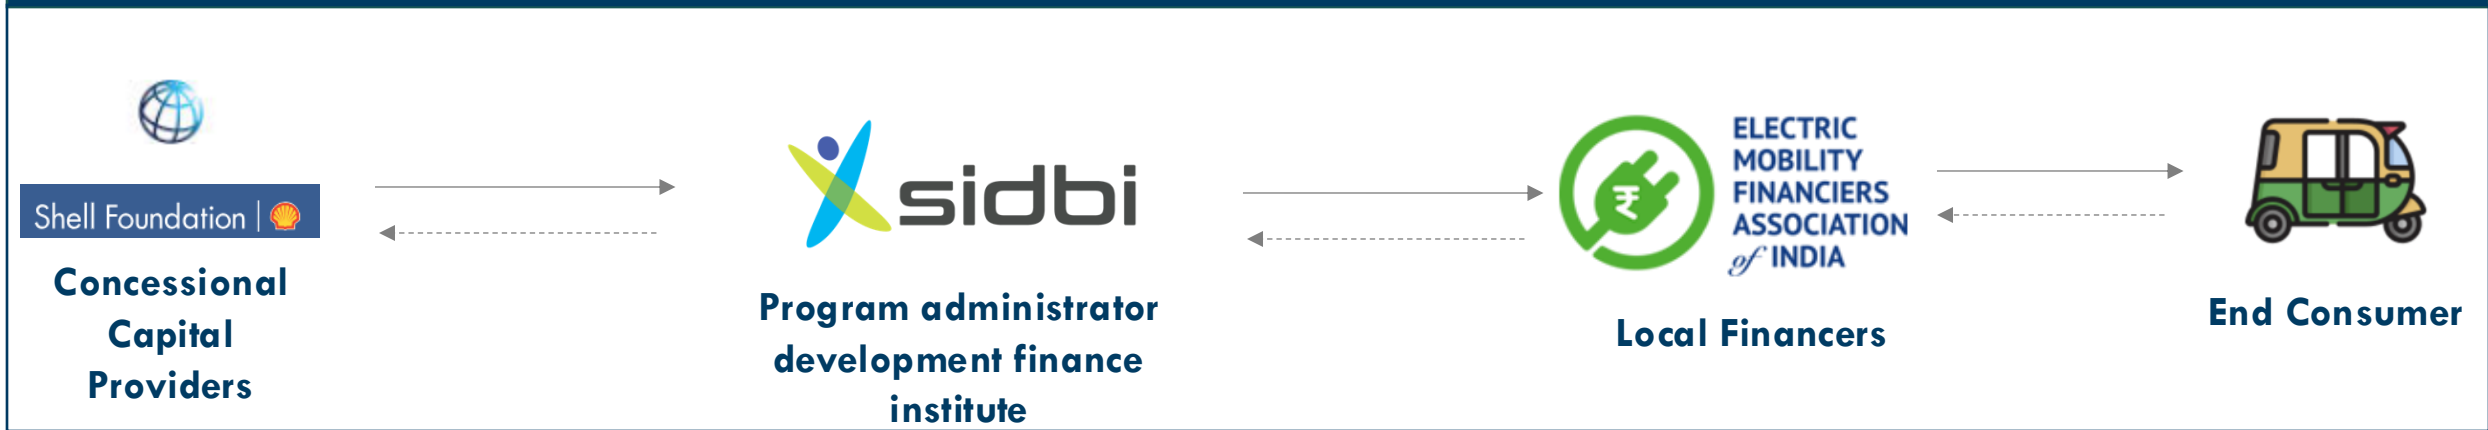 Shell Foundation
Concessional
Capital
Providers
sidbi
Program administrator
development finance
institute
₹
ELECTRIC
MOBILITY
FINANCIERS
ASSOCIATION
of INDIA
Local Financers
End Consumer